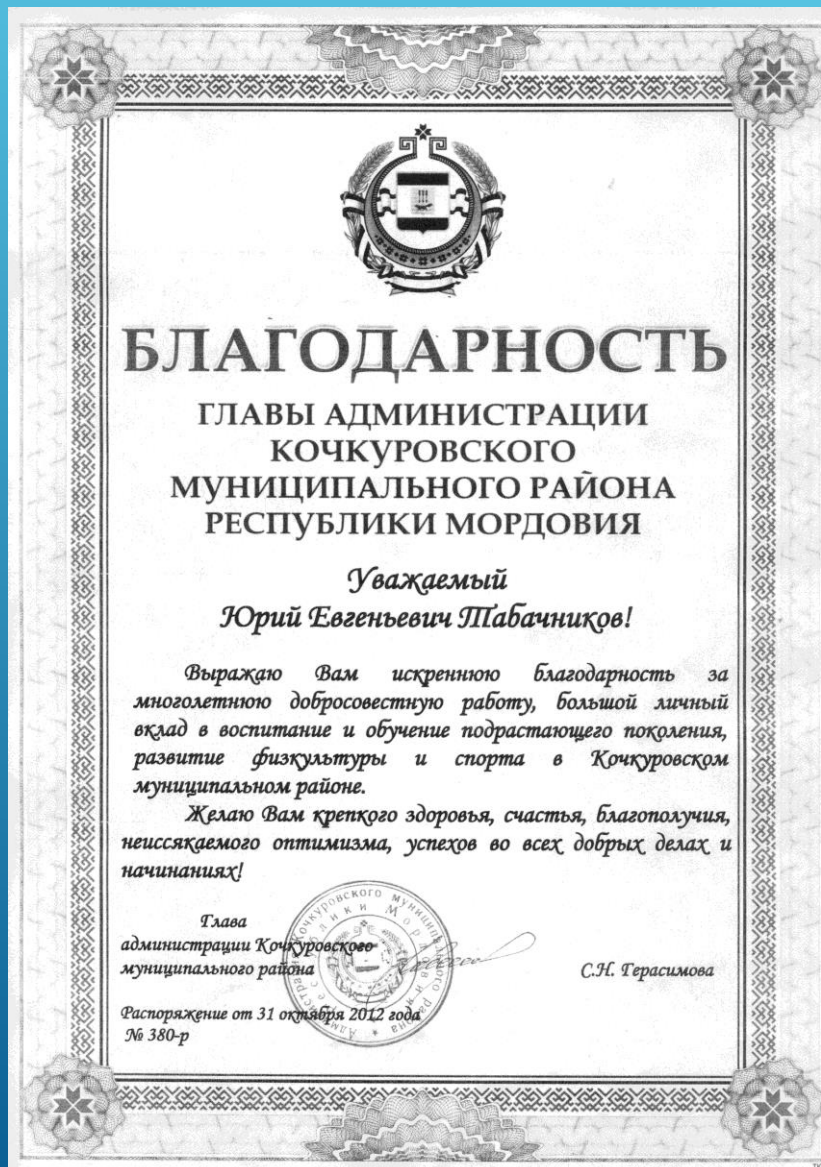 БЛАГОДАРНОСТЬ
ГЛАВЫ АДМИНИСТРАЦИИ
КОЧКУРОВСКОГО
МУНИЦИПАЛЬНОГО РАЙОНА
РЕСПУБЛИКИ МОРДОВИЯ
Уважаемый
Юрий Евгеньевич Табачников!
Выражаю Вам искреннюю благодарность за
многолетнюю добросовестную работу, большой личный
вклад в воспитание и обучение подрастающего поколения,
развитие физкультуры и спорта в Кочкуровском
муниципальном районе.
Желаю Вам крепкого здоровья, счастья, благополучия,
неиссякаемого оптимизма, успехов во всех добрых делах и
начинаниях!
Глава
администрации Кочкуровского
муниципального района
С.Н. Герасимова
Распоряжение от 31 октября 2012 года
№ 380-р